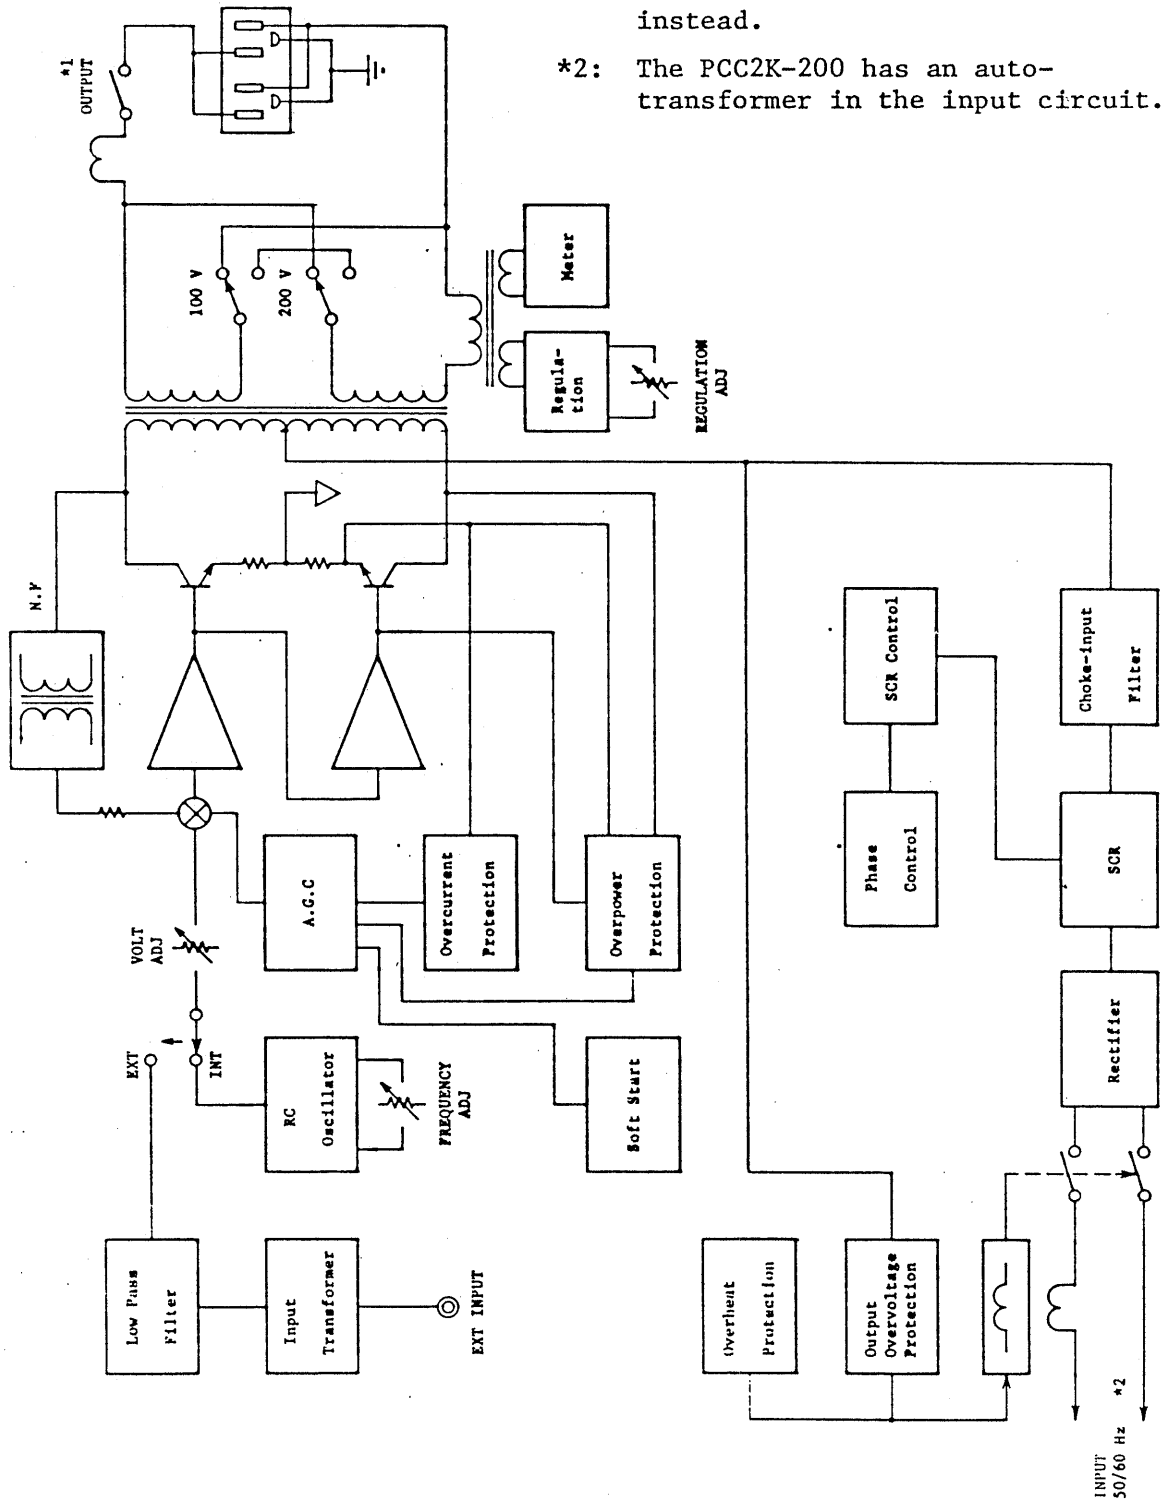 instead.
*2: The PCC2K-200 has an auto-
transformer in the input circuit.
*1
OUTPUT
100 V
200 V
Meter
Regula-
tion
REGULATION
ADJ
N.F
A.G.C
Overcurrent
Protection
Overpower
Protection
VOLT
ADJ
EXT
INT
RC
Oscillator
FREQUENCY
ADJ
Soft Start
Low Pass
Filter
Input
Transformer
EXT INPUT
SCR Control
Phase
Control
Choke-input
Filter
SCR
Rectifier
Overheat
Protection
Output
Overvoltage
Protection
INPUT
50/60 Hz *2